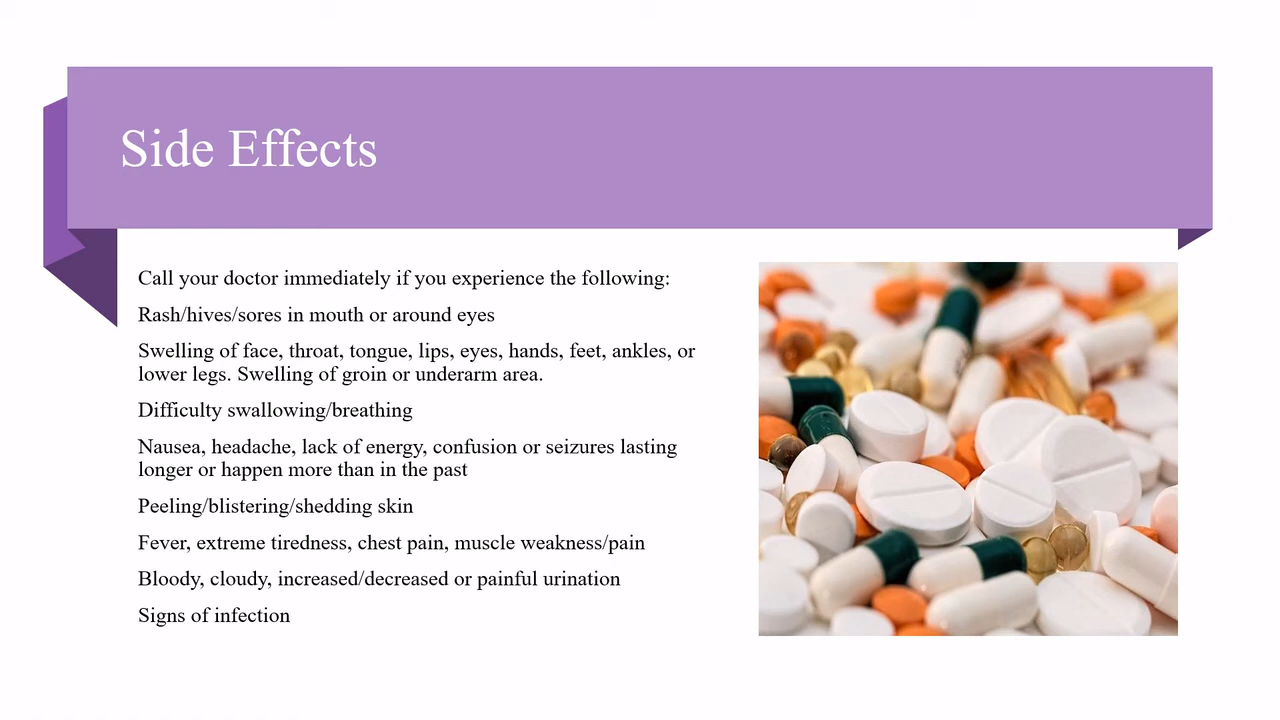 Side Effects
Call your doctor immediately if you experience the following:
Rash/hives/sores in mouth or around eyes
Swelling of face, throat, tongue, lips, eyes, hands, feet, ankles, or
lower legs. Swelling of groin or underarm area.
Difficulty swallowing/breathing
Nausea, headache, lack of energy, confusion or seizures lasting
longer or happen more than in the past
Peeling/blistering/shedding skin
Fever, extreme tiredness, chest pain, muscle weakness/pain
Bloody, cloudy, increased/decreased or painful urination
Signs of infection